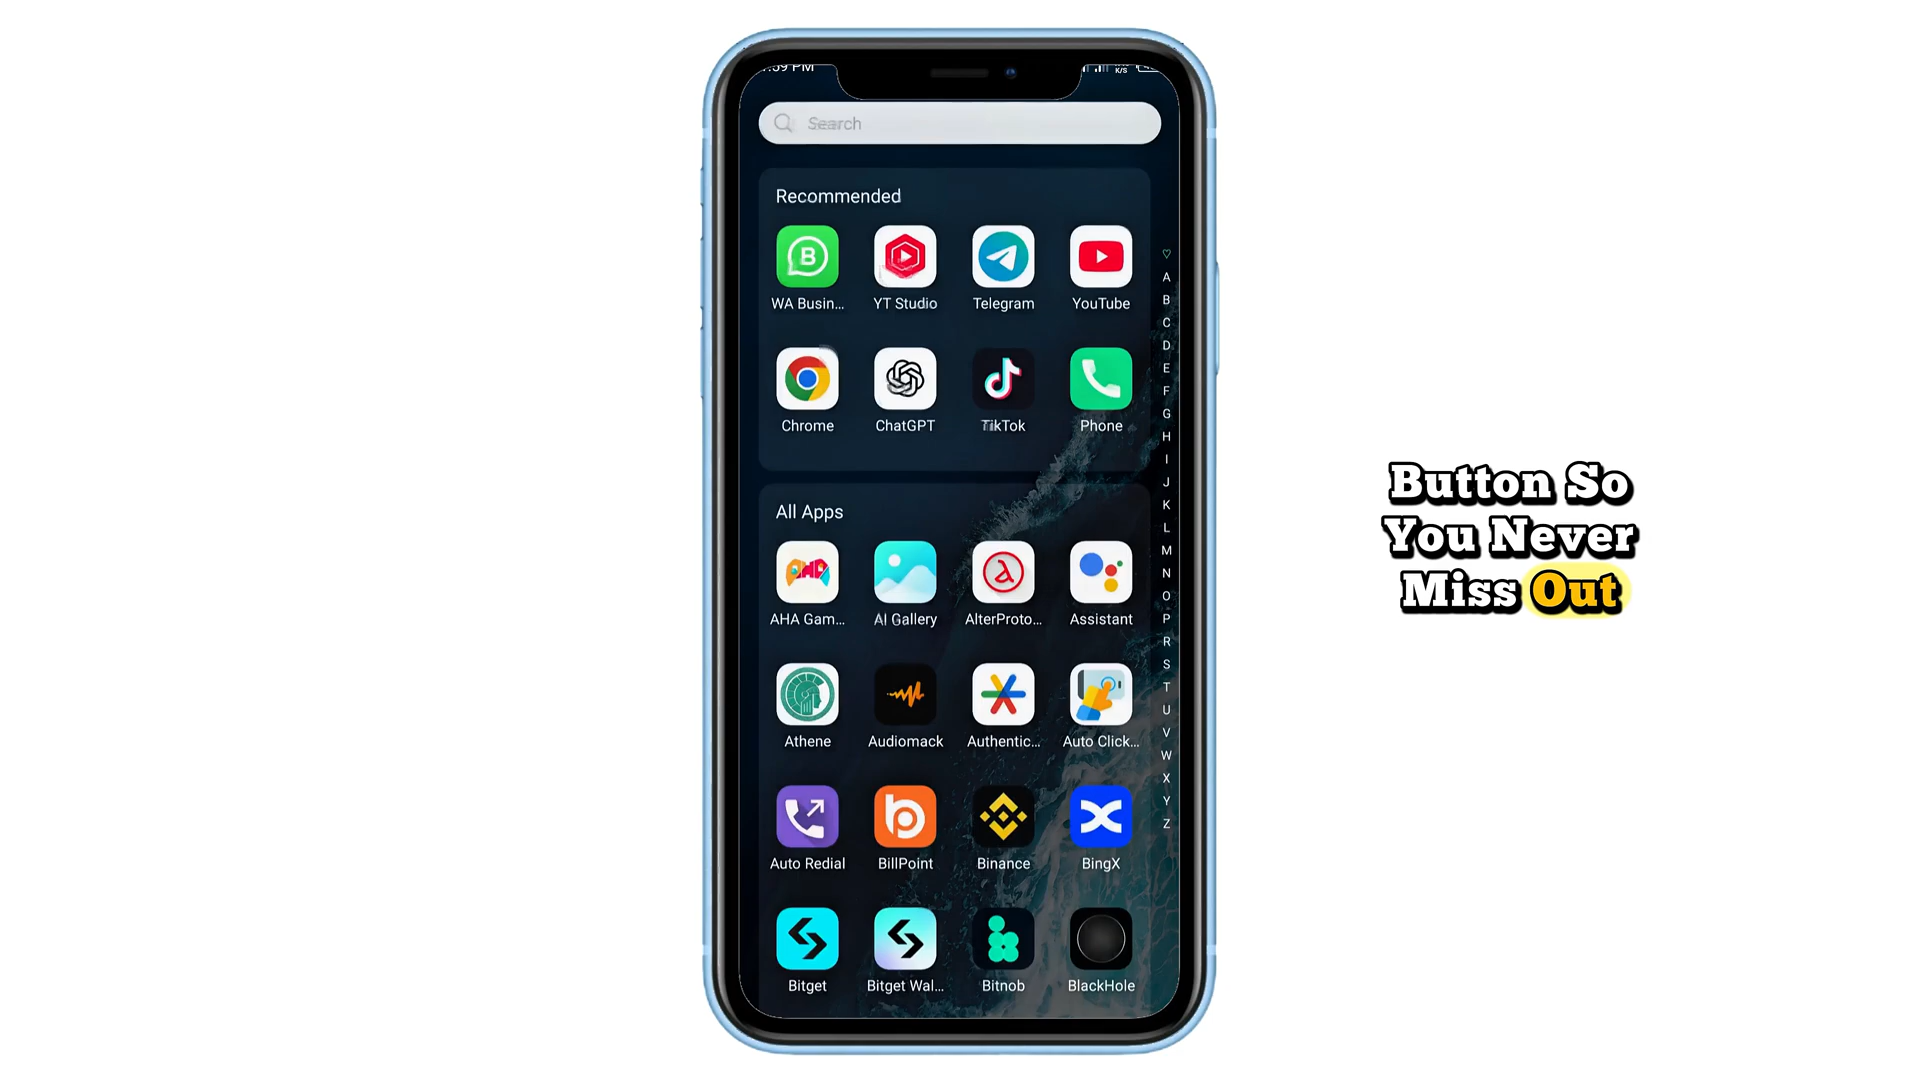 :59 PM
K/S
Search
Recommended
WA Busin...
YT Studio
Telegram
YouTube
Chrome
ChatGPT
TikTok
Phone
All Apps
AHA Gam...
AI Gallery
AlterProto...
Assistant
Athene
Audiomack
Authentic...
Auto Click...
Auto Redial
BillPoint
Binance
BingX
Bitget
Bitget Wal...
Bitnob
BlackHole
A
B
C
D
E
F
G
H
I
J
K
L
M
N
O
P
R
S
T
U
V
W
X
Y
Z
Button So
You Never
Miss Out